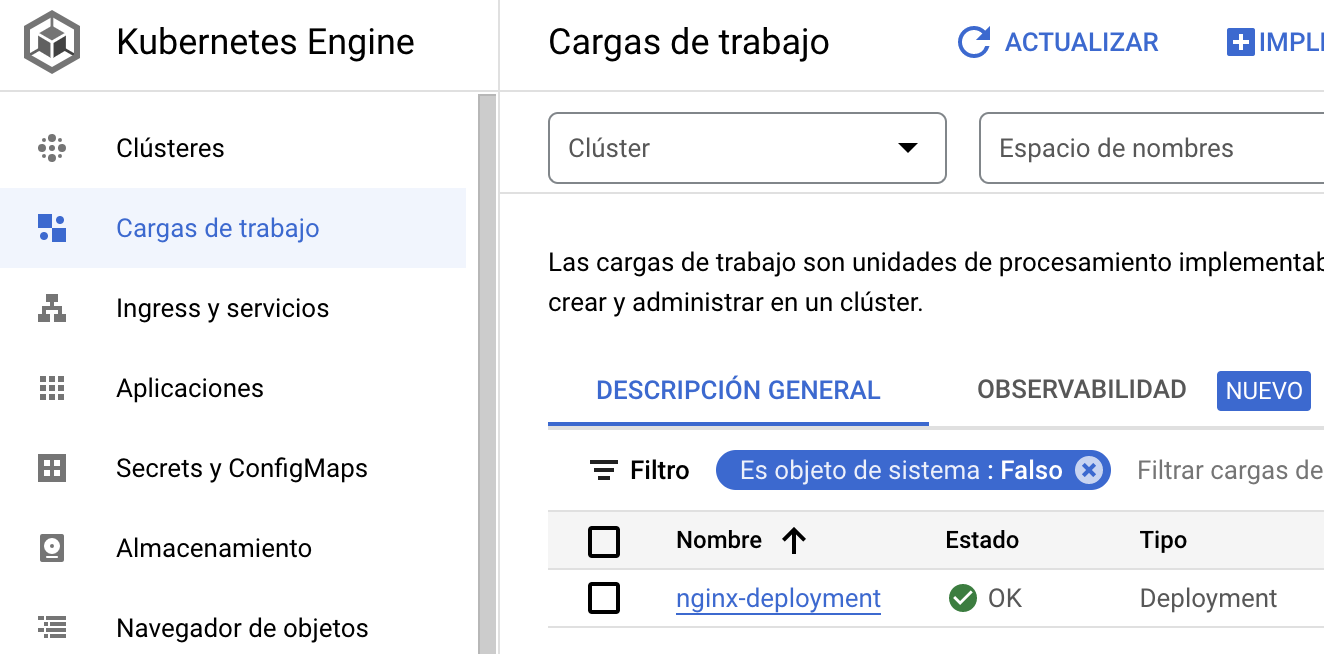 Kubernetes Engine
Cargas de trabajo
ACTUALIZAR
Clústeres
Cargas de trabajo
Ingress y servicios
Aplicaciones
Secrets y ConfigMaps
Almacenamiento
Navegador de objetos
Clúster
Espacio de nombres
Las cargas de trabajo son unidades de procesamiento
crear y administrar en un clúster.
DESCRIPCIÓN GENERAL
OBSERVABILIDAD NUEVO
Filtro Es objeto de sistema : Falso Filtrar cargas de
Nombre Estado Tipo
nginx-deployment OK Deployment